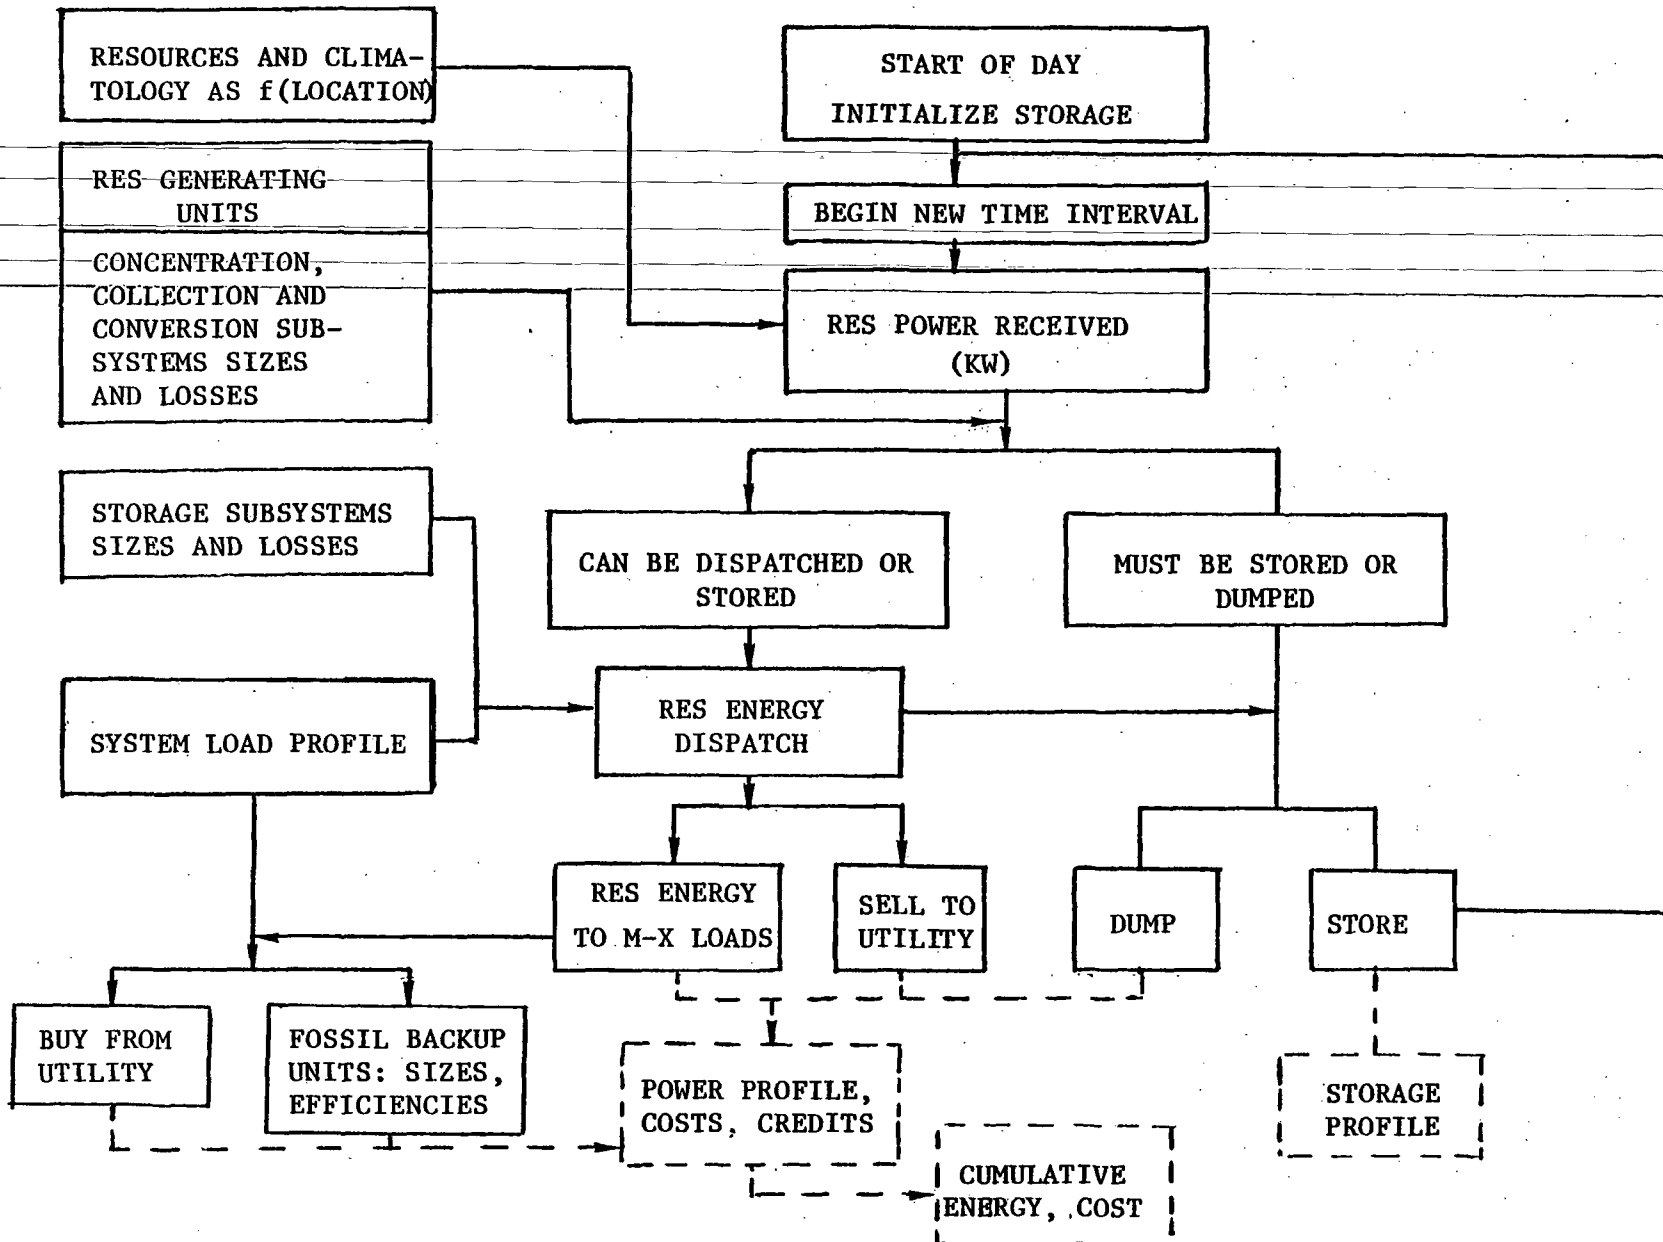 RESOURCES AND CLIMA-
TOLOGY AS f(LOCATION)
START OF DAY
INITIALIZE STORAGE
RES GENERATING
UNITS
BEGIN NEW TIME INTERVAL
CONCENTRATION,
COLLECTION AND
CONVERSION SUB-
SYSTEMS SIZES
AND LOSSES
RES POWER RECEIVED
(KW)
STORAGE SUBSYSTEMS
SIZES AND LOSSES
CAN BE DISPATCHED OR
STORED
MUST BE STORED OR
DUMPED
SYSTEM LOAD PROFILE
RES ENERGY
DISPATCH
RES ENERGY
TO M-X LOADS
SELL TO
UTILITY
DUMP
STORE
BUY FROM
UTILITY
FOSSIL BACKUP
UNITS: SIZES,
EFFICIENCIES
POWER PROFILE,
COSTS, CREDITS
STORAGE
PROFILE
CUMULATIVE
ENERGY, COST